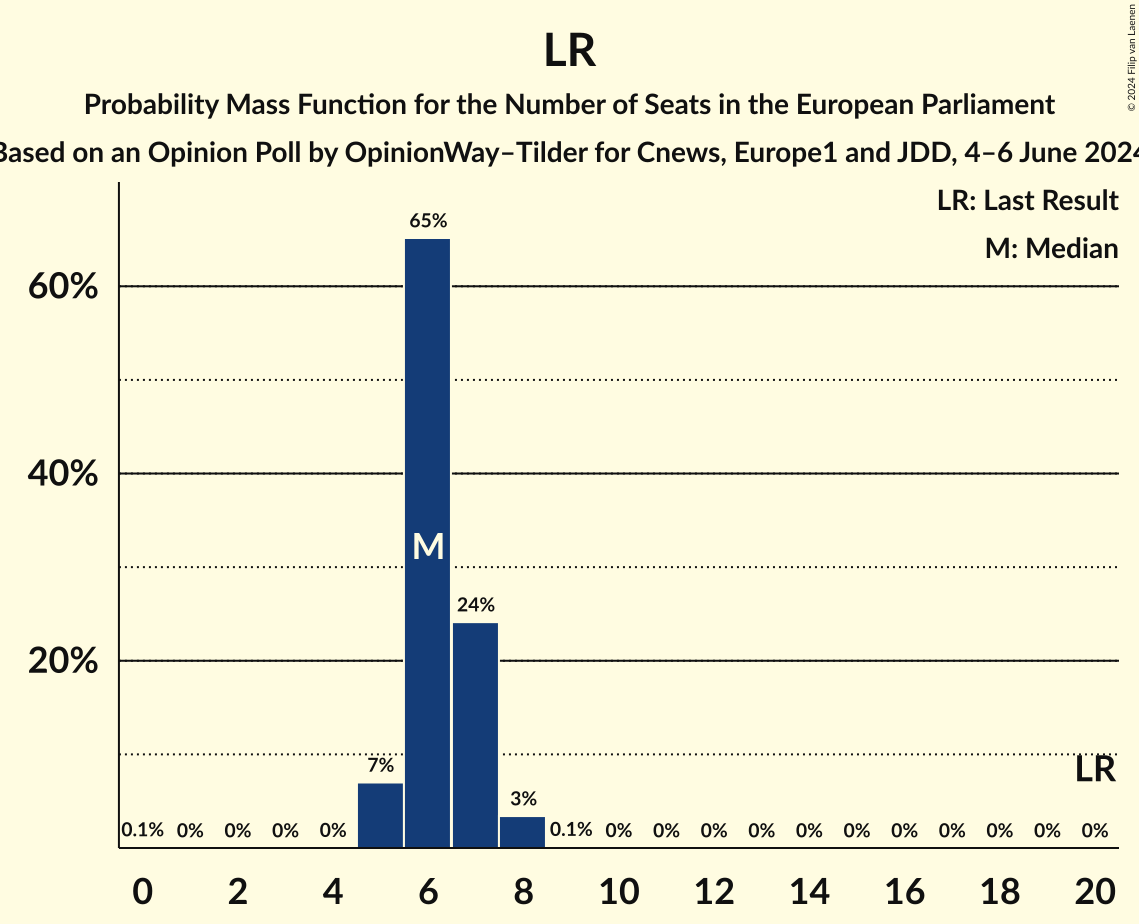 LR
Probability Mass Function for the Number of Seats in the European Parliament
Based on an Opinion Poll by OpinionWay–Tilder for Cnews, Europe1 and JDD, 4–6 June 2024
© 2024 Filip van Laenen
LR: Last Result
M: Median
65%
60%
40%
M
24%
20%
7%
LR
3%
0.1% 0% 0% 0% 0% 0.1% 0% 0% 0% 0% 0% 0% 0% 0% 0% 0% 0%
0 2 4 6 8 10 12 14 16 18 20